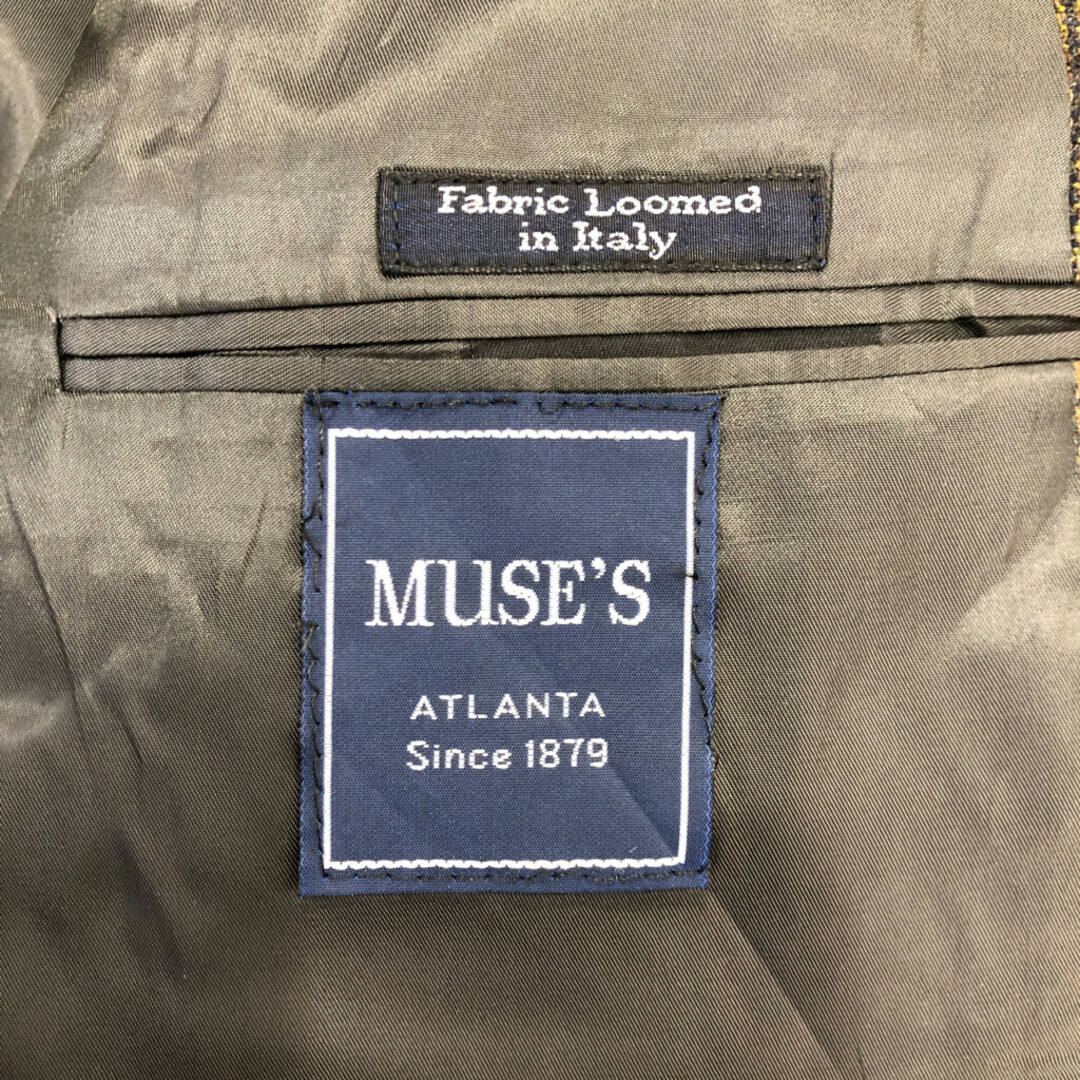 Fabric Loomed
in Italy
MUSE'S
ATLANTA
Since 1879